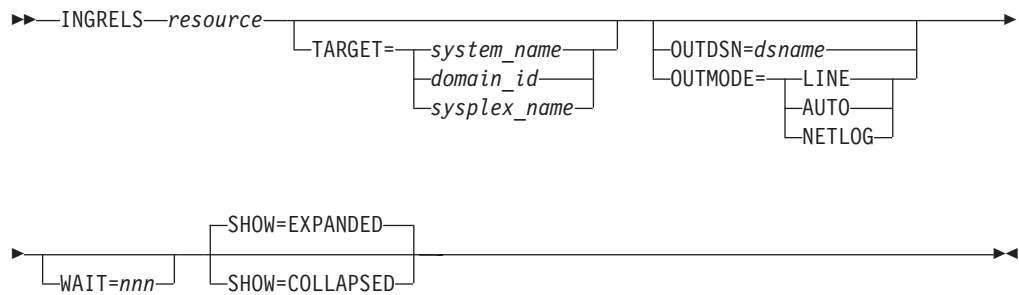 INGRELS resource
TARGET= system_name OUTDSN=dsname
domain_id OUTMODE= LINE
sysplex_name AUTO
NETLOG
SHOW=EXPANDED
WAIT=nnn SHOW=COLLAPSED